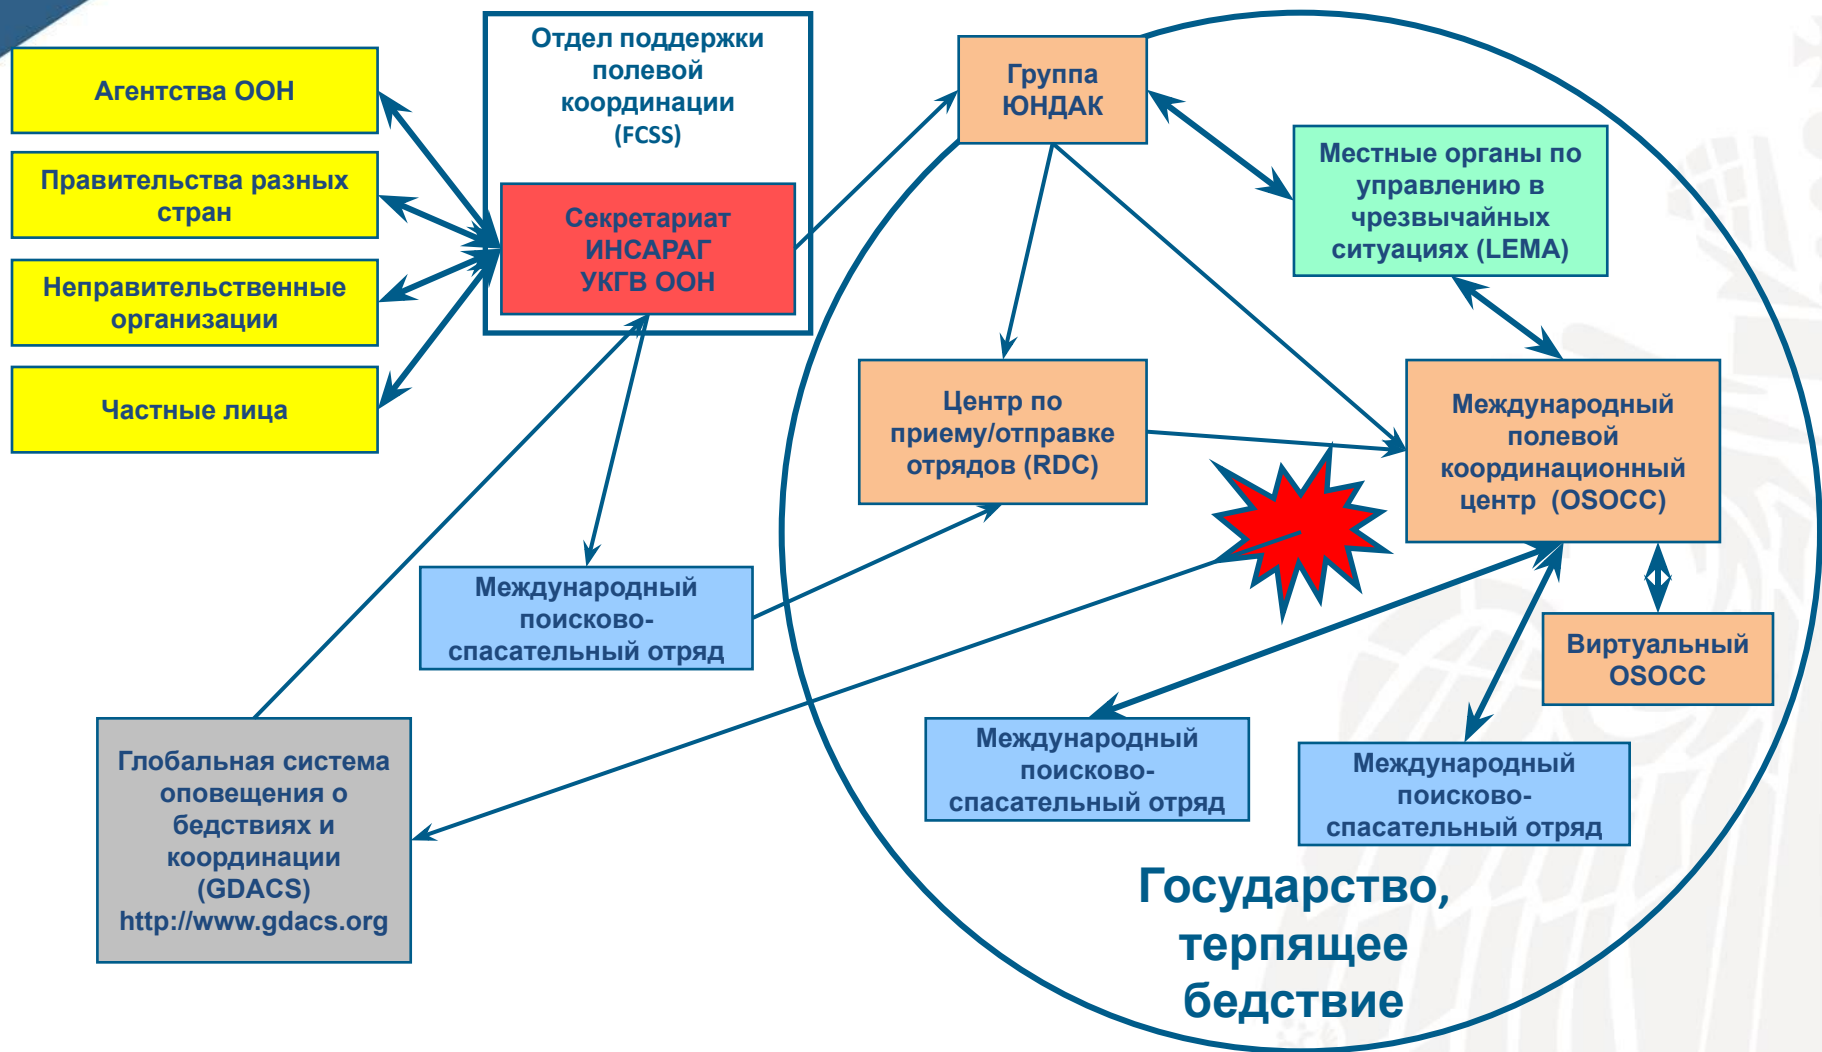 Агентства ООН
Правительства разных
стран
Неправительственные
организации
Частные лица
Отдел поддержки
полевой
координации
(FCSS)
Секретариат
ИНСАРАГ
УКГВ ООН
Группа
ЮНДАК
Местные органы по
управлению в
чрезвычайных
ситуациях (LEMA)
Центр по
приему/отправке
отрядов (RDC)
Международный
полевой
координационный
центр (OSOCC)
Международный
поисково-
спасательный отряд
Виртуальный
OSOCC
Глобальная система
оповещения о
бедствиях и
координации
(GDACS)
http://www.gdacs.org
Международный
поисково-
спасательный отряд
Международный
поисково-
спасательный отряд
Государство,
терпящее
бедствие